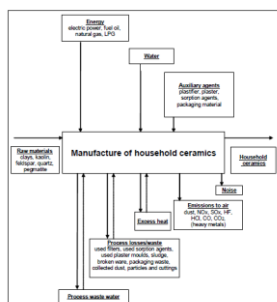 Energy
electric power, fuel oil,
natural gas, LPG
Water
Auxiliary agents
plastifier, plaster,
sorption agents,
packaging material
Manufacture of household ceramics
Raw materials
clays, kaolin,
feldspar, quartz,
pegmatite
Household
ceramics
Noise
Emissions to air
dust, NOx, SOx, HF,
HCl, CO, CO₂,
(heavy metals)
Excess heat
Process losses/waste
used filters, used sorption agents,
used plaster moulds, sludge,
broken ware, packaging waste,
collected dust, particles and cuttings
Process waste water